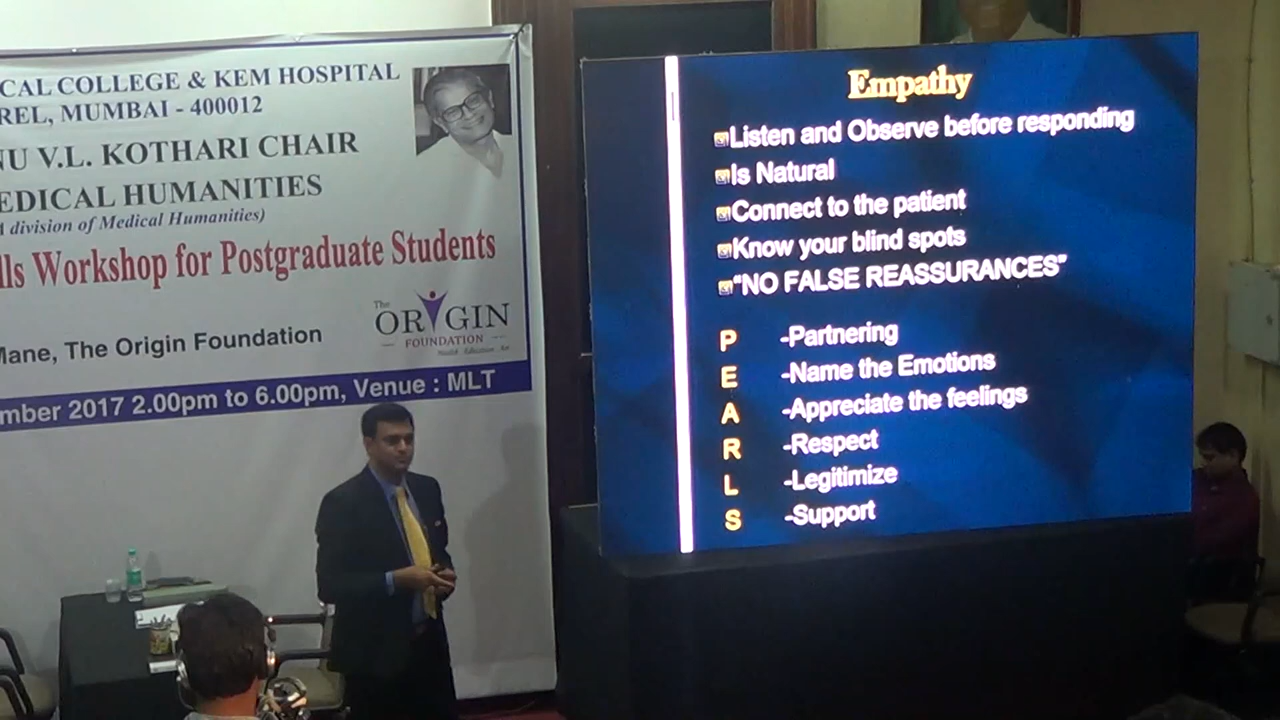 CAL COLLEGE & KEM HOSPITAL
REL, MUMBAI - 400012
NU V.L. KOTHARI CHAIR
EDICAL HUMANITIES
division of Medical Humanities)
lls Workshop for Postgraduate Students
Mane, The Origin Foundation
The
ORIGIN
FOUNDATION
mber 2017 2.00pm to 6.00pm, Venue : MLT
Empathy
Listen and Observe before responding
Is Natural
Connect to the patient
Know your blind spots
"NO FALSE REASSURANCES"
P -Partnering
E -Name the Emotions
A -Appreciate the feelings
R -Respect
L -Legitimize
S -Support